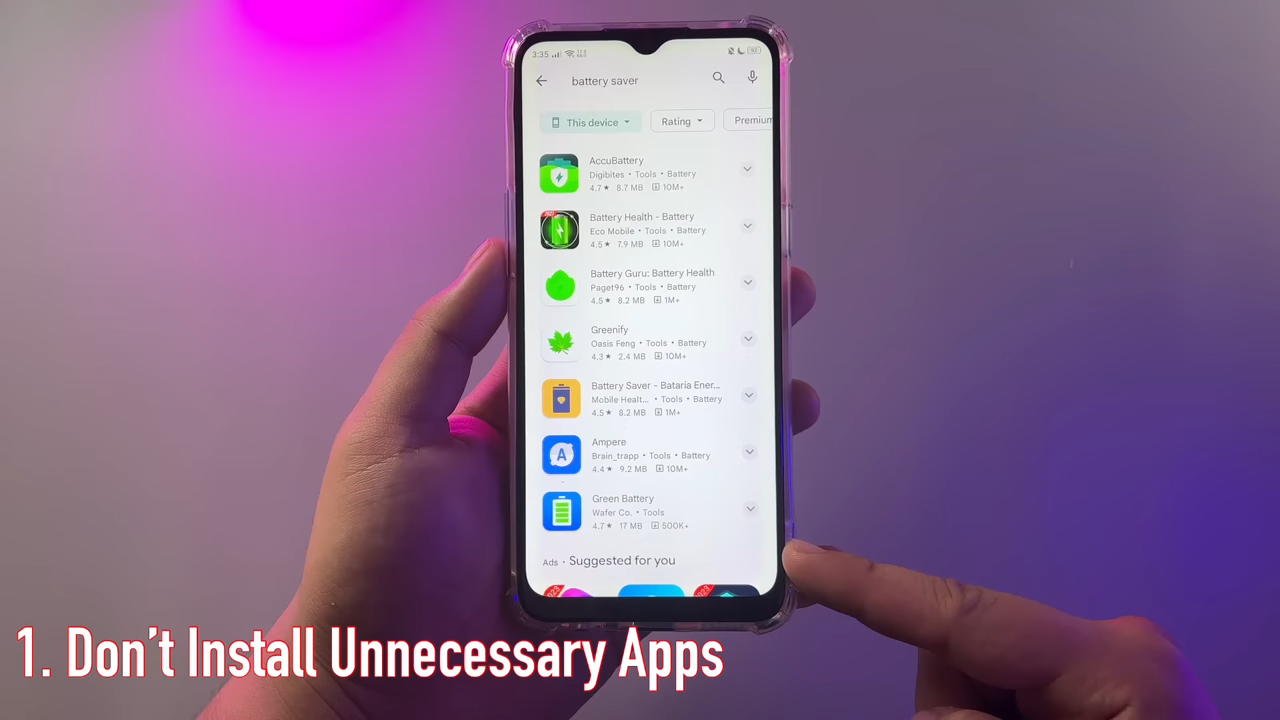 3:35
battery saver
This device
Rating
Premium
AccuBattery
Digibites • Tools • Battery
4.7★ 8.7 MB 10M+
Battery Health - Battery
Eco Mobile • Tools • Battery
4.5★ 7.9 MB 10M+
Battery Guru: Battery Health
Paget96 • Tools • Battery
4.5★ 8.2 MB 1M+
Greenify
Oasis Feng • Tools • Battery
4.3★ 2.4 MB 10M+
Battery Saver - Bataria Ener...
Mobile Healt... • Tools • Battery
4.5★ 8.2 MB 1M+
A
Ampere
Brain_trapp • Tools • Battery
4.4★ 9.2 MB 10M+
Green Battery
Wafer Co. • Tools
4.7★ 17 MB 500K+
Ads • Suggested for you
1. Don't Install Unnecessary Apps